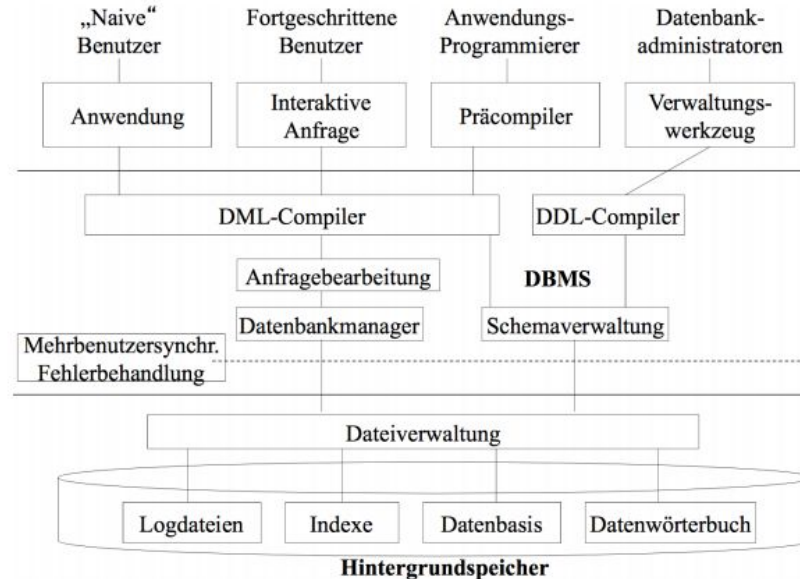 „Naive”
Benutzer
Fortgeschrittene
Benutzer
Anwendungs-
Programmierer
Datenbank-
administratoren
Anwendung
Interaktive
Anfrage
Präcompiler
Verwaltungs-
werkzeug
DML-Compiler
DDL-Compiler
Anfragebearbeitung
DBMS
Datenbankmanager
Schemaverwaltung
Mehrbenutzersynchr.
Fehlerbehandlung
Dateiverwaltung
Logdateien
Indexe
Datenbasis
Datenwörterbuch
Hintergrundspeicher